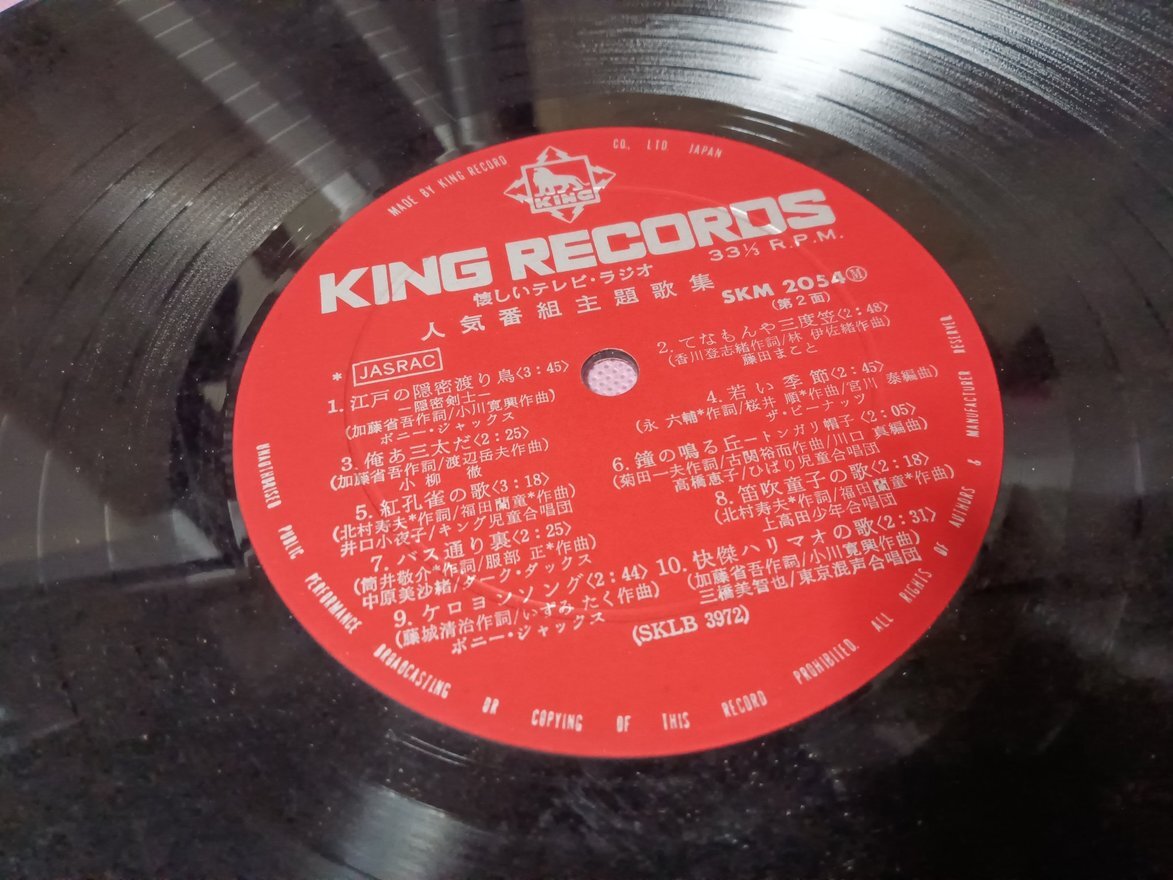 MADE BY KING RECORD CO., LTD JAPAN
KING
KING RECORDS
33⅓ R.P.M.
懐しいテレビ・ラジオ
人気番組主題歌集
SKM 2054Ⓜ
(第2面)
* JASRAC
1. 江戸の隠密渡り鳥〈3:45〉
―隠密剣士―
(加藤省吾作詞/小川寛興作曲)
ボニー・ジャックス
2. てなもんや三度笠〈2:48〉
(香川登志緒作詞/林 伊佐緒作曲)
藤田まこと
3. 俺あ三太だ〈2:25〉
(加藤省吾作詞/渡辺岳夫作曲)
小柳 徹
4. 若い季節〈2:45〉
(永 六輔*作詞/桜井 順*作曲/宮川 泰編曲)
ザ・ピーナッツ
5. 紅孔雀の歌〈3:18〉
(北村寿夫*作詞/福田蘭童*作曲)
井口小夜子/キング児童合唱団
6. 鐘の鳴る丘―トンガリ帽子〈2:05〉
(菊田一夫作詞/古関裕而作曲/川口 真編曲)
高橋恵子/ひばり児童合唱団
7. バス通り裏〈2:25〉
(筒井敬介*作詞/服部 正*作曲)
中原美沙緒/ダーク・ダックス
8. 笛吹童子の歌〈2:18〉
(北村寿夫*作詞/福田蘭童*作曲)
上高田少年合唱団
9. ケロヨンソング〈2:44〉
(藤城清治作詞/いずみたく作曲)
ボニー・ジャックス
10. 快傑ハリマオの歌〈2:31〉
(加藤省吾作詞/小川寛興作曲)
三橋美智也/東京混声合唱団
(SKLB 3972)
UNAUTHORISED PUBLIC PERFORMANCE BROADCASTING OR COPYING OF THIS RECORD PROHIBITED. ALL RIGHTS OF AUTHORS & MANUFACTURER RESERVED